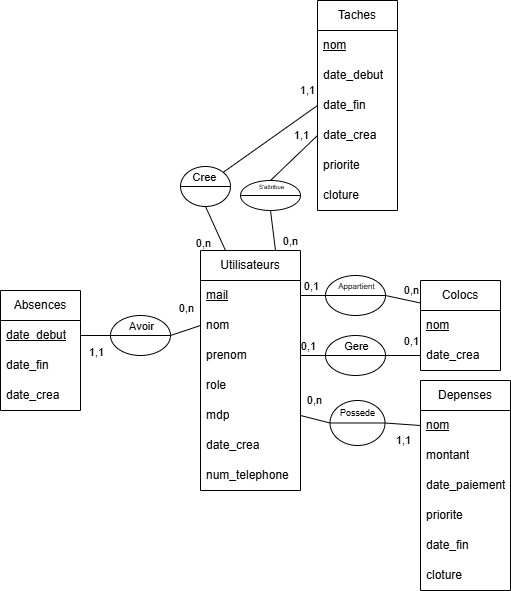 Taches
nom
date_debut
date_fin
date_crea
priorite
cloture
1,1
1,1
Cree
S'attribue
0,n
0,n
Utilisateurs
mail
nom
prenom
role
mdp
date_crea
num_telephone
Absences
date_debut
date_fin
date_crea
Avoir
1,1
0,n
0,1
Appartient
0,n
Colocs
nom
date_crea
0,1
Gere
0,1
0,n
Possede
1,1
Depenses
nom
montant
date_paiement
priorite
date_fin
cloture